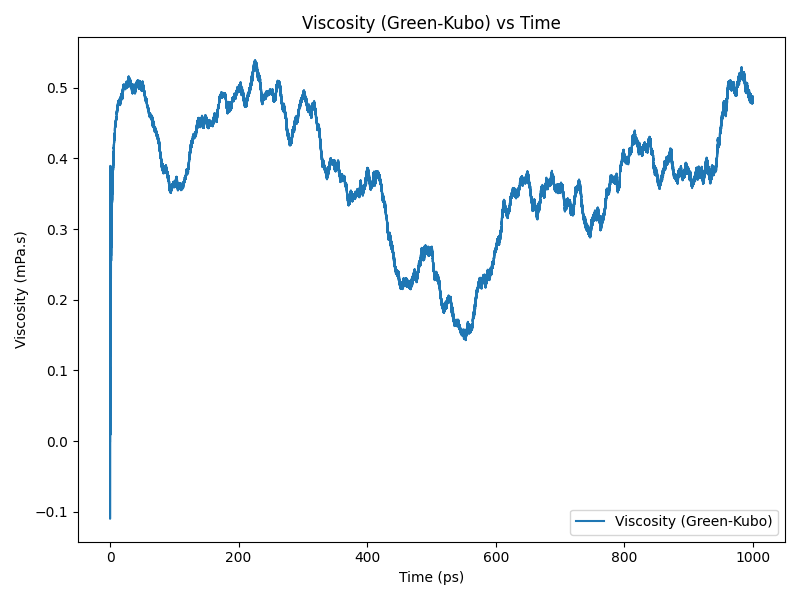 Viscosity (Green-Kubo) vs Time
Viscosity (mPa.s)
0.5
0.4
0.3
0.2
0.1
0.0
−0.1
0 200 400 600 800 1000
Time (ps)
Viscosity (Green-Kubo)